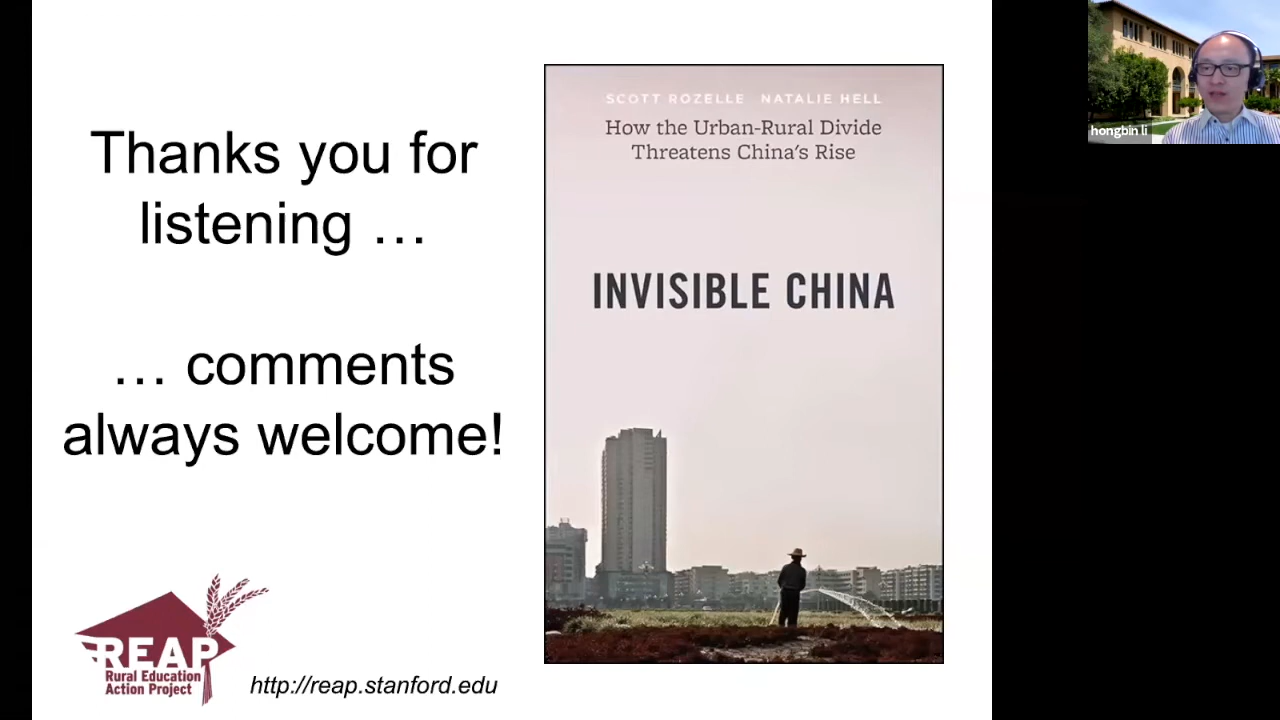 Thanks you for
listening …
… comments
always welcome!
SCOTT ROZELLE NATALIE HELL
How the Urban-Rural Divide
Threatens China's Rise
INVISIBLE CHINA
REAP
Rural Education
Action Project
http://reap.stanford.edu
hongbin li